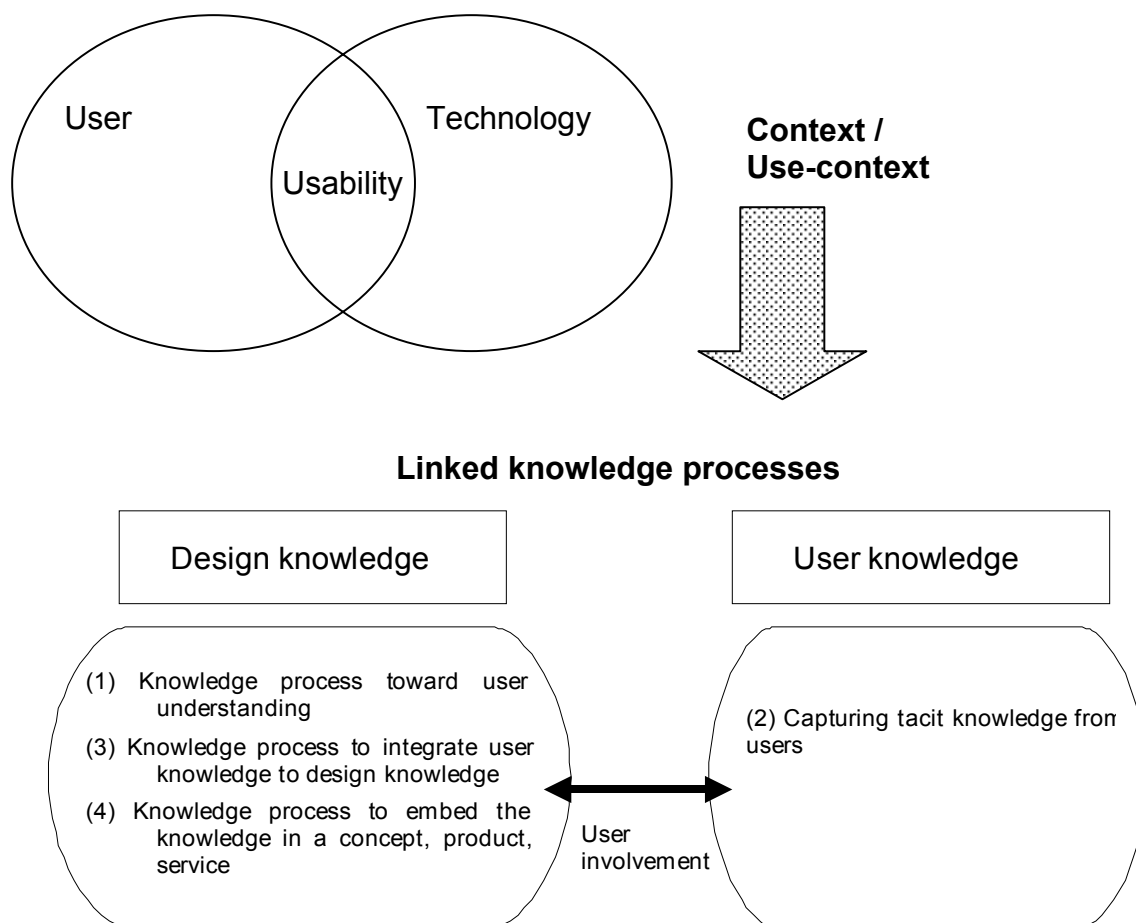 User
Technology
Usability
Context /
Use-context
Linked knowledge processes
Design knowledge
User knowledge
(1) Knowledge process toward user
understanding
(3) Knowledge process to integrate user
knowledge to design knowledge
(4) Knowledge process to embed the
knowledge in a concept, product,
service
User
involvement
(2) Capturing tacit knowledge from
users